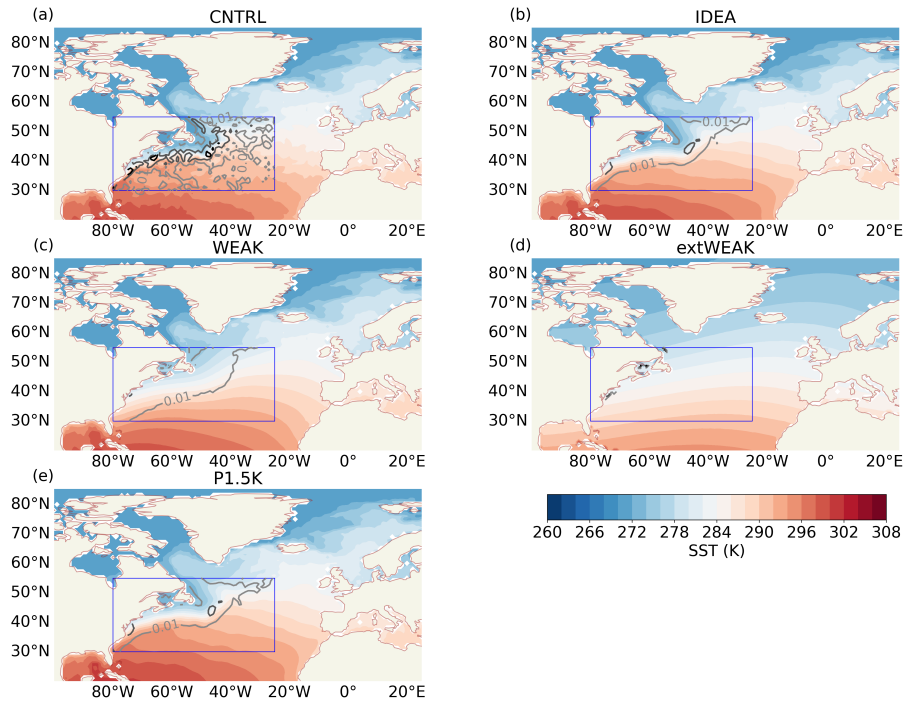 (a) CNTRL (b) IDEA
80°N 80°N
70°N 70°N
60°N 60°N
0.01 0.01
50°N 50°N
40°N 0.01 40°N
30°N 30°N
80°W 60°W 40°W 20°W 0° 20°E 80°W 60°W 40°W 20°W 0° 20°E
(c) WEAK (d) extWEAK
80°N 80°N
70°N 70°N
60°N 60°N
50°N 50°N
40°N 0.01 40°N
30°N 30°N
80°W 60°W 40°W 20°W 0° 20°E 80°W 60°W 40°W 20°W 0° 20°E
(e) P1.5K
80°N
70°N
60°N
50°N
40°N 0.01
30°N
80°W 60°W 40°W 20°W 0° 20°E
260 266 272 278 284 290 296 302 308
SST (K)